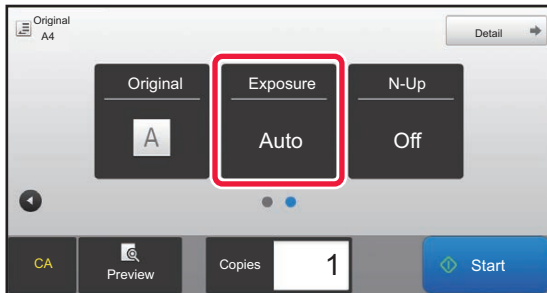 Original
A4
Detail
Original
Exposure
N-Up
A
Auto
Off
CA
Preview
Copies
1
Start